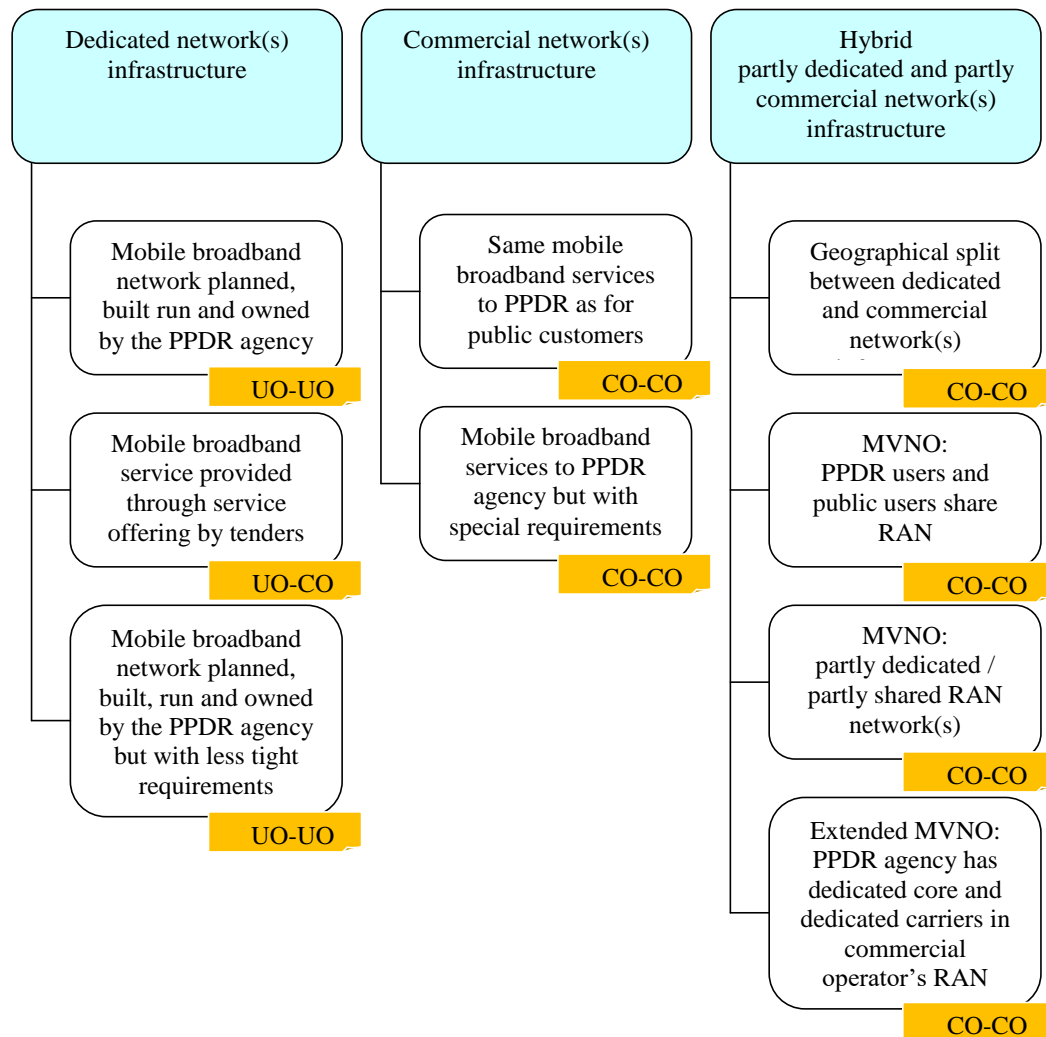 Dedicated network(s)
infrastructure
Mobile broadband
network planned,
built run and owned
by the PPDR agency
UO-UO
Mobile broadband
service provided
through service
offering by tenders
UO-CO
Mobile broadband
network planned,
built, run and owned
by the PPDR agency
but with less tight
requirements
UO-UO
Commercial network(s)
infrastructure
Same mobile
broadband services
to PPDR as for
public customers
CO-CO
Mobile broadband
services to PPDR
agency but with
special requirements
CO-CO
Hybrid
partly dedicated and partly
commercial network(s)
infrastructure
Geographical split
between dedicated
and commercial
network(s)
CO-CO
MVNO:
PPDR users and
public users share
RAN
CO-CO
MVNO:
partly dedicated /
partly shared RAN
network(s)
CO-CO
Extended MVNO:
PPDR agency has
dedicated core and
dedicated carriers in
commercial
operator’s RAN
CO-CO